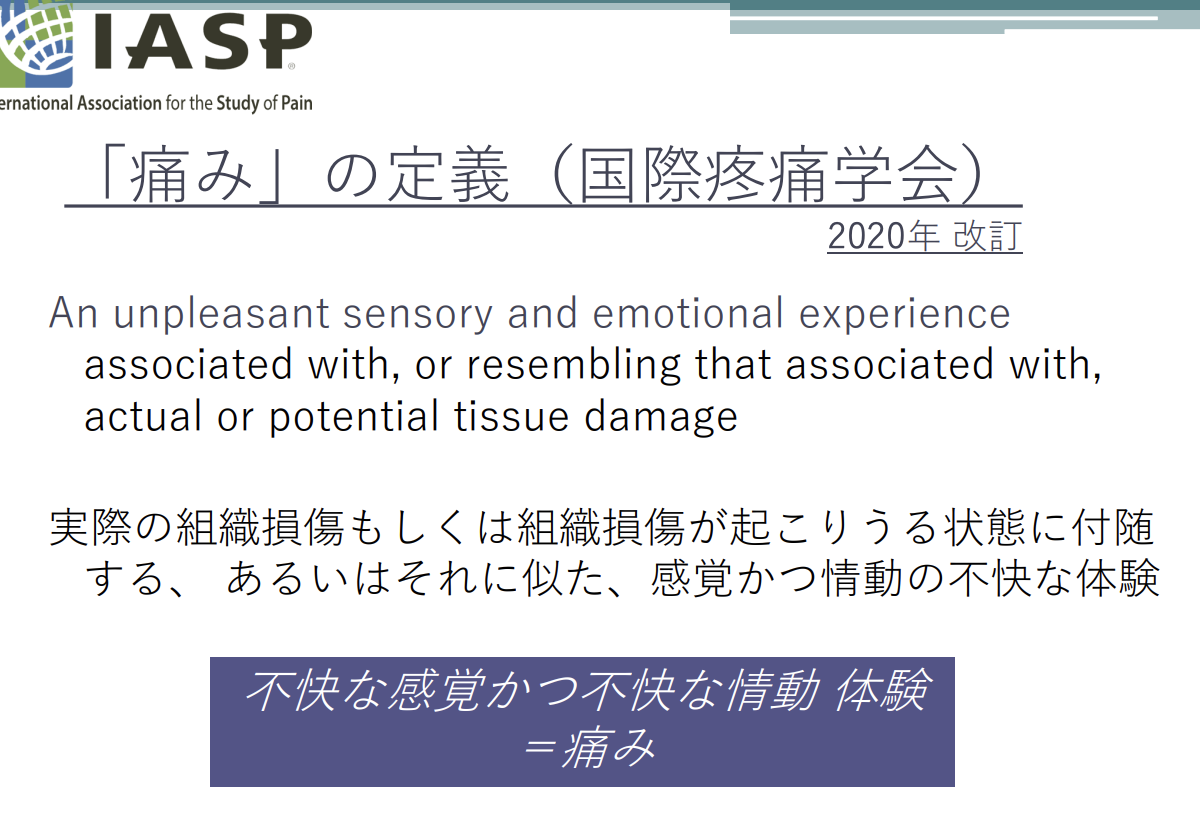 IASP®
ernational Association for the Study of Pain
「痛み」の定義（国際疼痛学会）
2020年 改訂
An unpleasant sensory and emotional experience
associated with, or resembling that associated with,
actual or potential tissue damage
実際の組織損傷もしくは組織損傷が起こりうる状態に付随
する、 あるいはそれに似た、感覚かつ情動の不快な体験
不快な感覚かつ不快な情動 体験
＝痛み